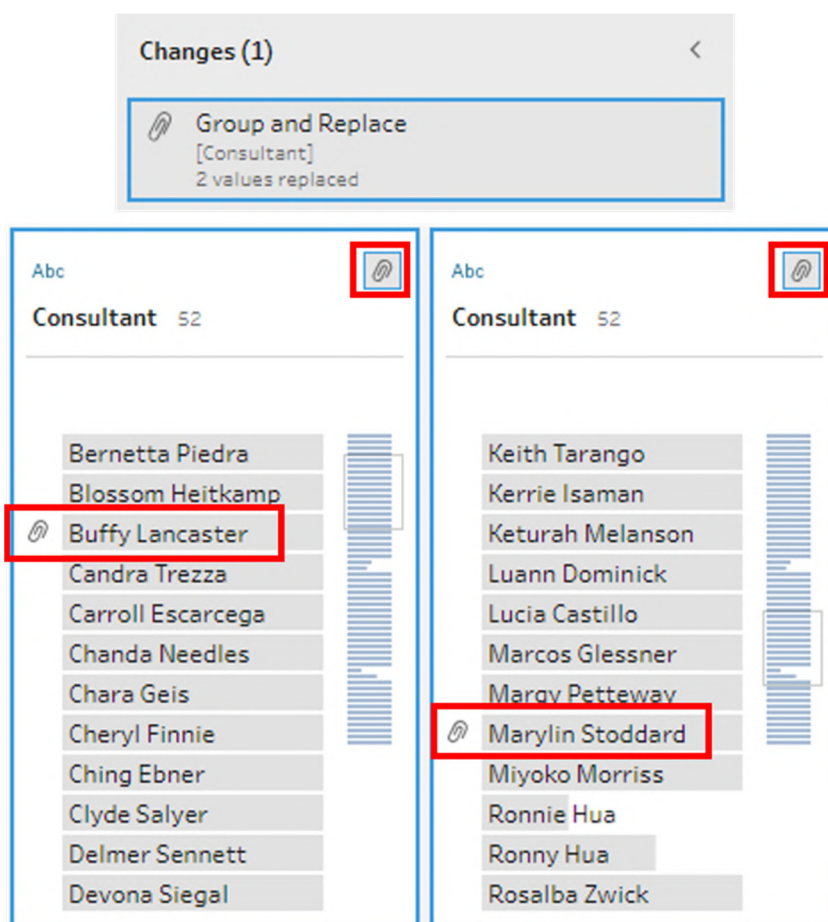 Changes (1)
Group and Replace
[Consultant]
2 values replaced
Abc
Consultant 52
Bernetta Piedra
Blossom Heitkamp
Buffy Lancaster
Candra Trezza
Carroll Escarcega
Chanda Needles
Chara Geis
Cheryl Finnie
Ching Ebner
Clyde Salyer
Delmer Sennett
Devona Siegal
Abc
Consultant 52
Keith Tarango
Kerrie Isaman
Keturah Melanson
Luann Dominick
Lucia Castillo
Marcos Glessner
Margy Petteway
Marylin Stoddard
Miyoko Morriss
Ronnie Hua
Ronny Hua
Rosalba Zwick